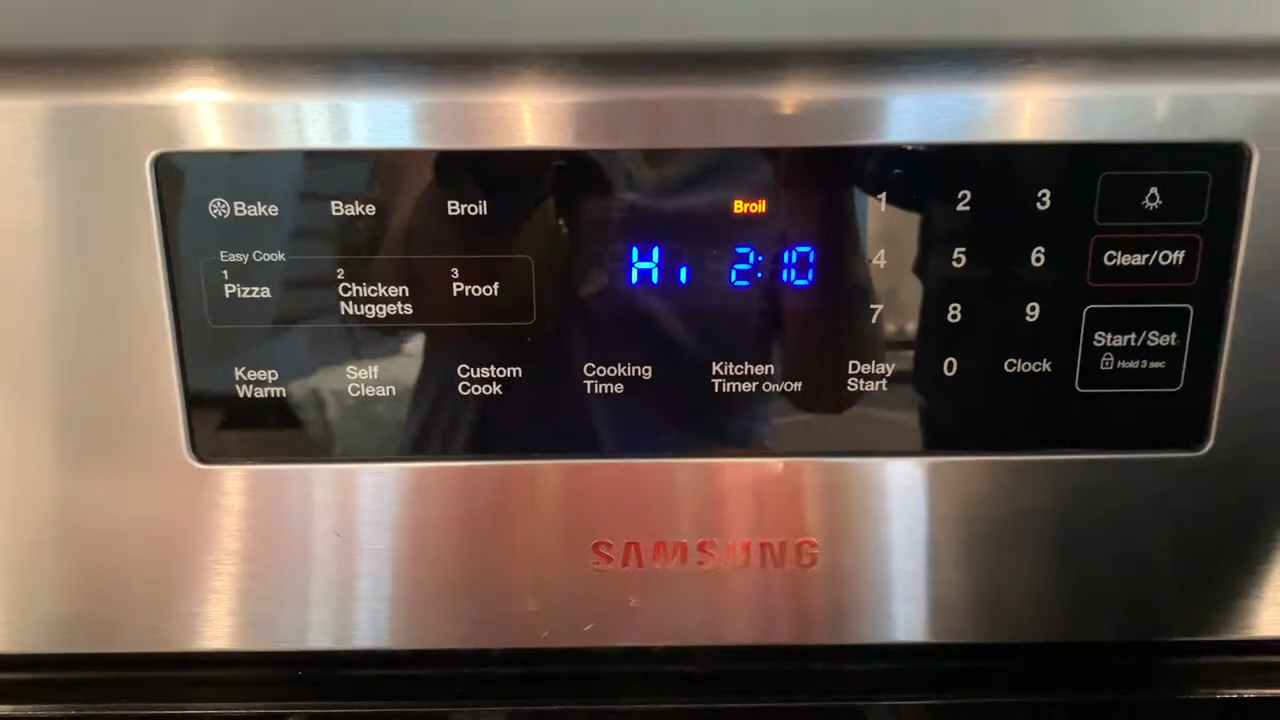 Bake
Bake
Broil
Broil
1 2 3
Easy Cook
Hi 2:10
4 5 6
Clear/Off
1
Pizza
2
Chicken
Nuggets
3
Proof
7 8 9
Start/Set
Hold 3 sec
Keep
Warm
Self
Clean
Custom
Cook
Cooking
Time
Kitchen
Timer On/Off
Delay
Start
0
Clock
SAMSUNG